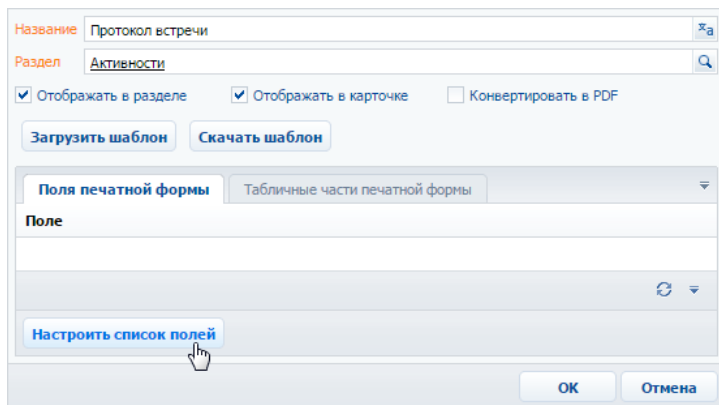 Название Протокол встречи
Раздел Активности
Отображать в разделе Отображать в карточке Конвертировать в PDF
Загрузить шаблон Скачать шаблон
Поля печатной формы Табличные части печатной формы
Поле
Настроить список полей
ОК Отмена